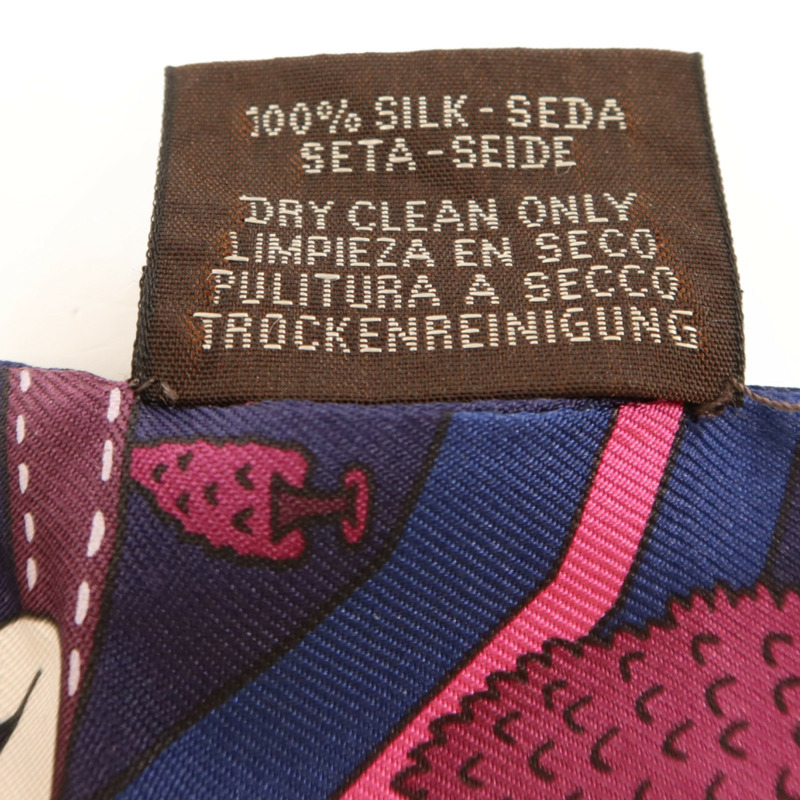 100% SILK - SEDA
SETA - SEIDE
DRY CLEAN ONLY
LIMPIEZA EN SECO
PULITURA A SECCO
TROCKENREINIGUNG